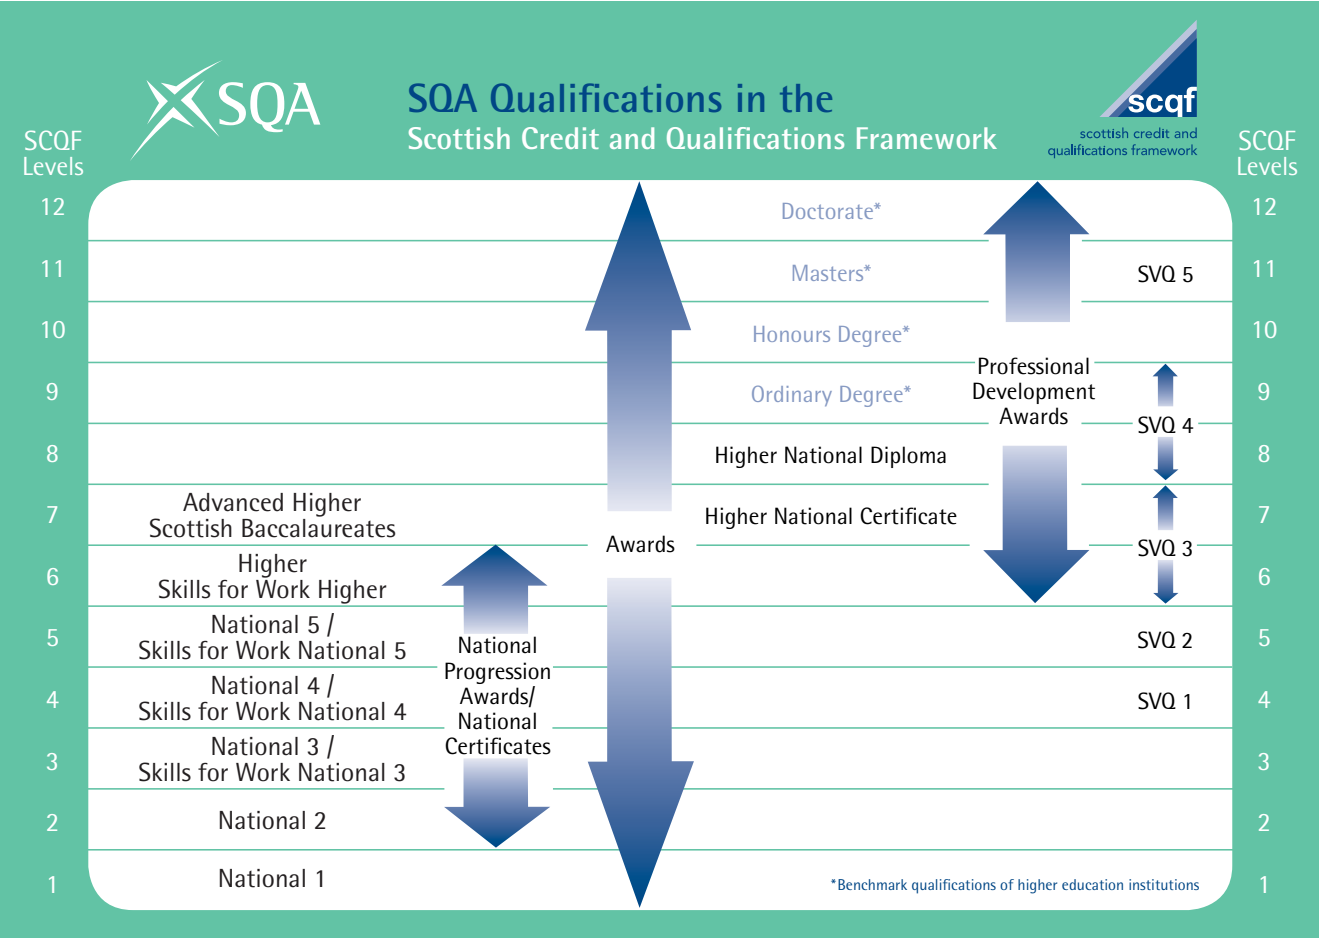 SQA
SQA Qualifications in the
Scottish Credit and Qualifications Framework
scqf
scottish credit and
qualifications framework
SCQF
Levels
SCQF
Levels
12
Doctorate*
12
11
Masters*
SVQ 5
11
10
Honours Degree*
10
9
Ordinary Degree*
Professional
Development
Awards
SVQ 4
9
8
Higher National Diploma
8
7
Advanced Higher
Scottish Baccalaureates
Higher National Certificate
7
Awards
SVQ 3
6
Higher
Skills for Work Higher
6
5
National 5 /
Skills for Work National 5
National
Progression
Awards/
National
Certificates
SVQ 2
5
4
National 4 /
Skills for Work National 4
SVQ 1
4
3
National 3 /
Skills for Work National 3
3
2
National 2
2
1
National 1
*Benchmark qualifications of higher education institutions
1